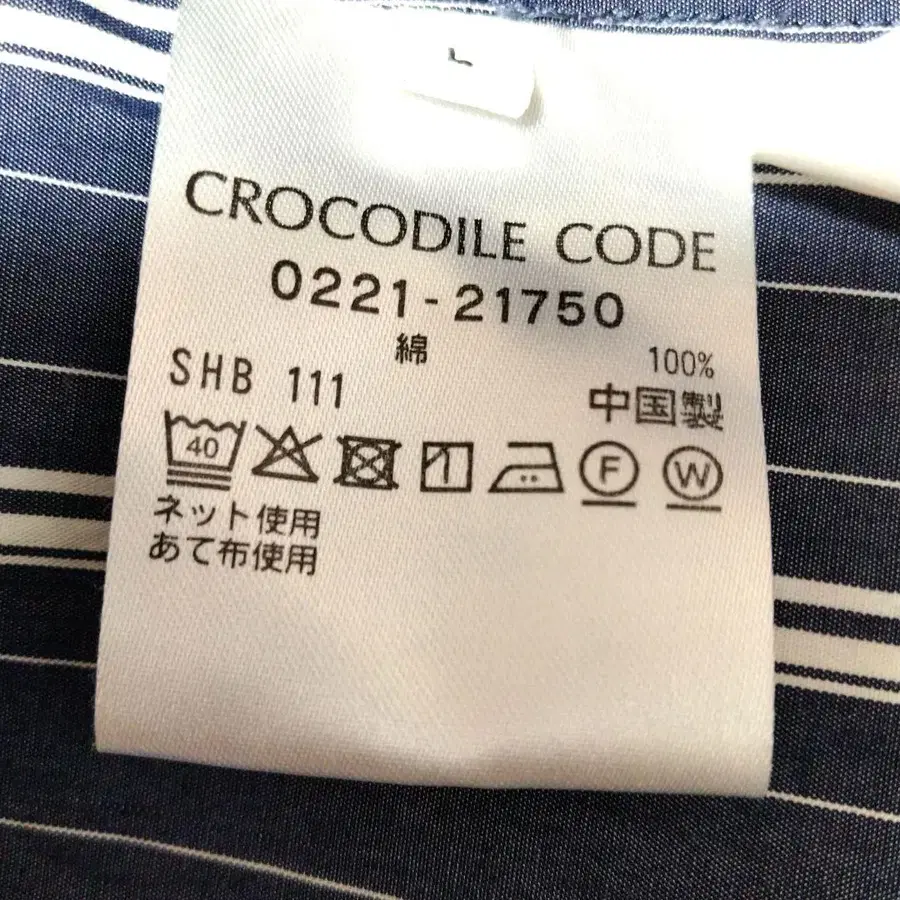 L
CROCODILE CODE
0221-21750
綿 100%
SHB 111
中国製
40 F W
ネット使用
あて布使用